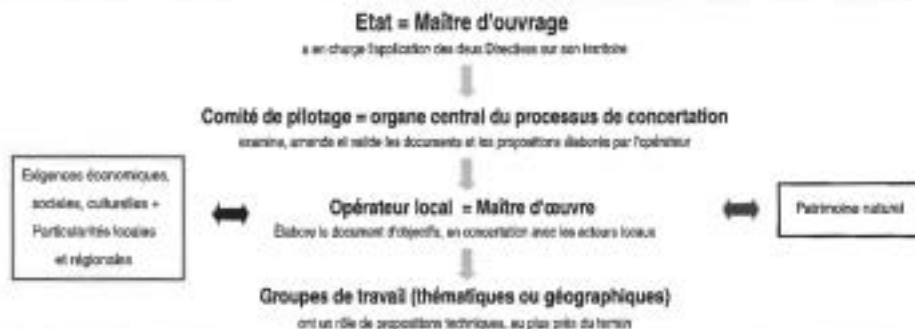 Etat = Maître d'ouvrage
a en charge l'application des deux Directives sur son territoire
Comité de pilotage = organe central du processus de concertation
examine, amende et valide les documents et les propositions élaborés par l'opérateur
Exigences économiques,
sociales, culturelles +
Particularités locales
et régionales
Opérateur local = Maître d'œuvre
Élabore le document d'objectifs, en concertation avec les acteurs locaux
Patrimoine naturel
Groupes de travail (thématiques ou géographiques)
ont un rôle de propositions techniques, au plus près du terrain